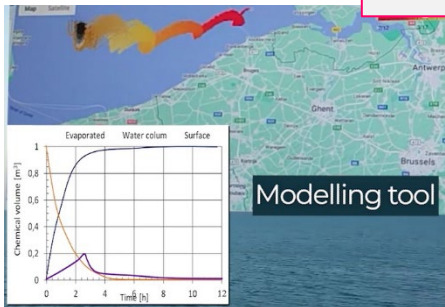 Map Satellite
Antwerp
Ghent
Brussels
Modelling tool
Evaporated Water colum Surface
Chemical volume [m³]
1
0,8
0,6
0,4
0,2
0
0 2 4 6 8 10 12
Time [h]